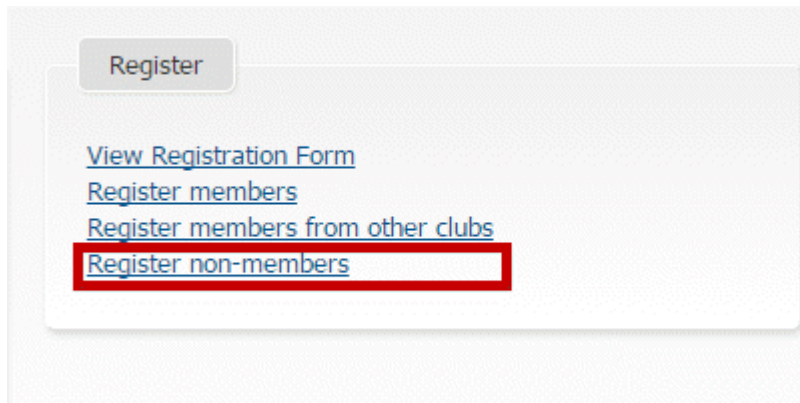 Register
View Registration Form
Register members
Register members from other clubs
Register non-members